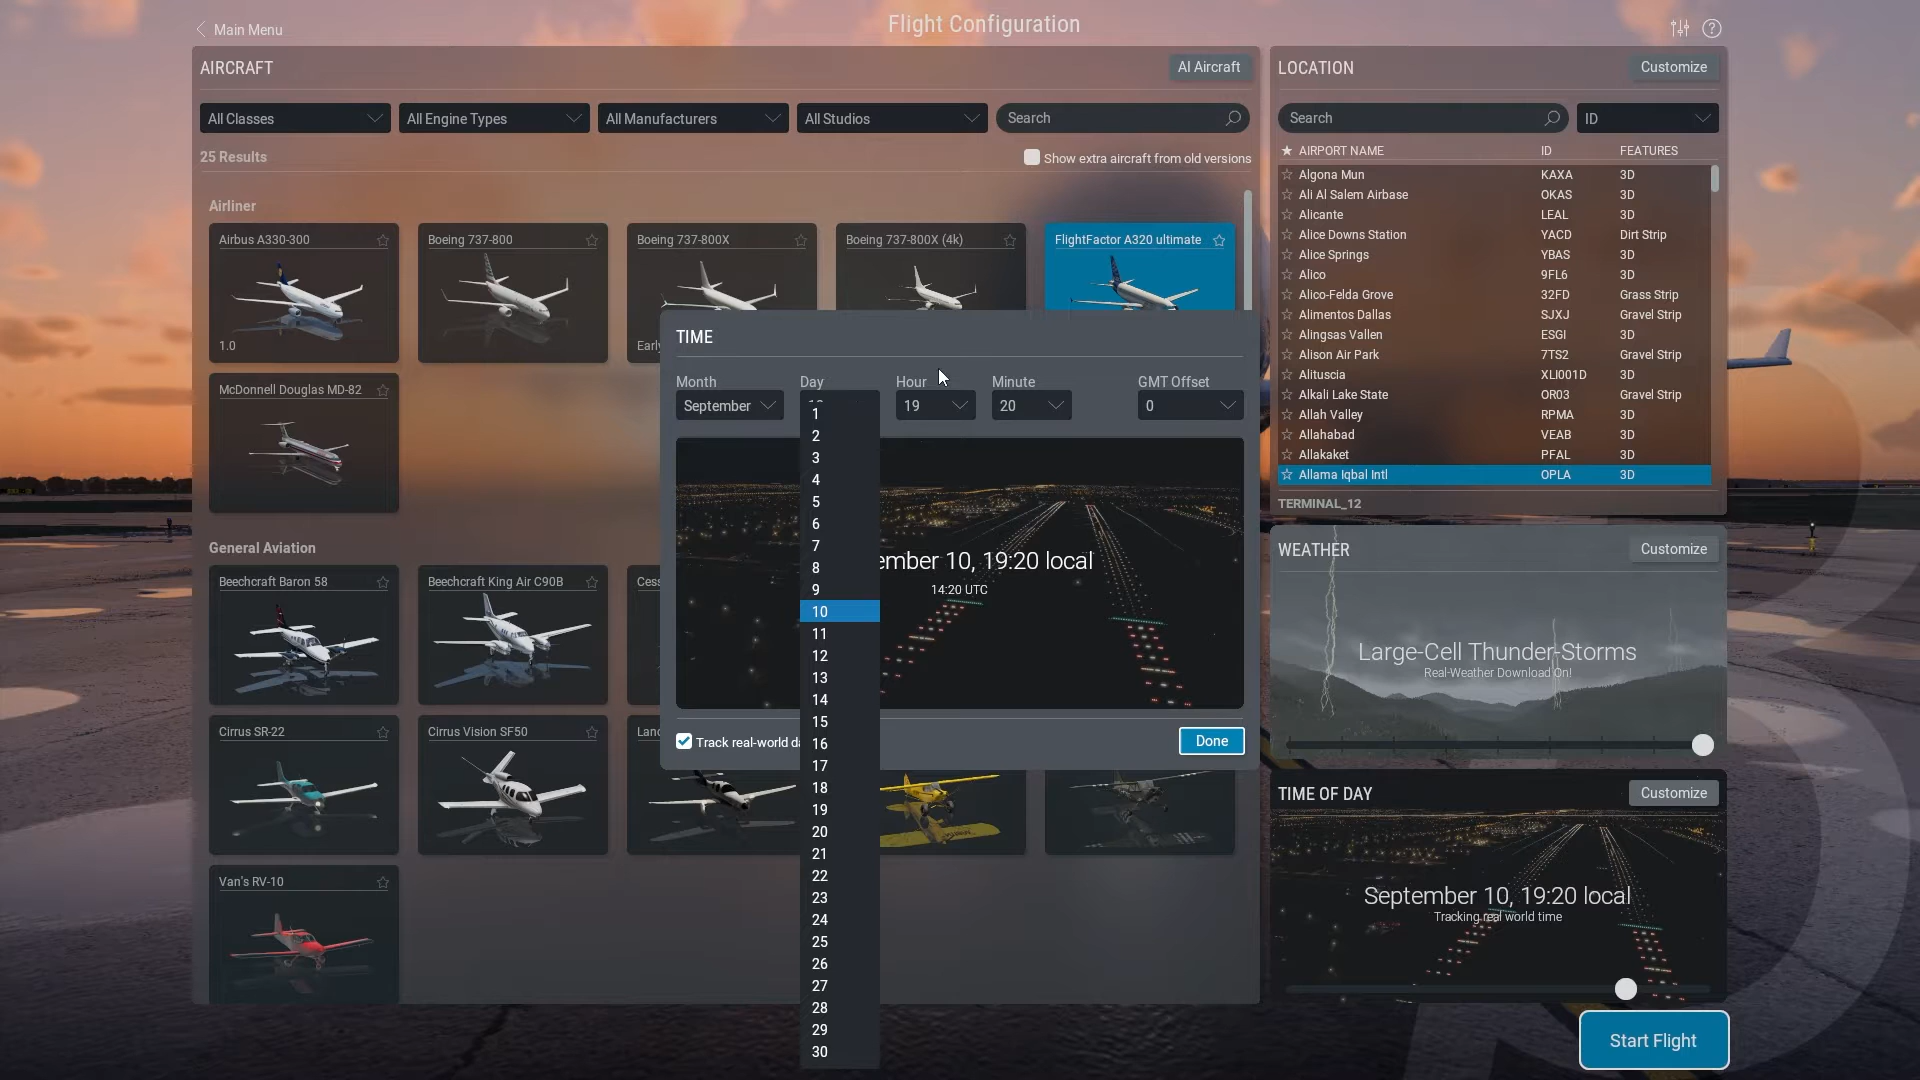 Main Menu
Flight Configuration
AIRCRAFT
AI Aircraft
All Classes
All Engine Types
All Manufacturers
All Studios
Search
25 Results
Show extra aircraft from old versions
Airliner
Airbus A330-300
1.0
Boeing 737-800
Boeing 737-800X
Early
Boeing 737-800X (4k)
FlightFactor A320 ultimate
McDonnell Douglas MD-82
General Aviation
Beechcraft Baron 58
Beechcraft King Air C90B
Cess
Cirrus SR-22
Cirrus Vision SF50
Lanc
Van's RV-10
TIME
Month
Day
Hour
Minute
GMT Offset
September
19
20
0
1
2
3
4
5
6
7
8
9
10
11
12
13
14
15
16
17
18
19
20
21
22
23
24
25
26
27
28
29
30
ember 10, 19:20 local
14:20 UTC
Track real-world da
Done
LOCATION
Customize
Search
ID
★ AIRPORT NAME ID FEATURES
Algona Mun KAXA 3D
Ali Al Salem Airbase OKAS 3D
Alicante LEAL 3D
Alice Downs Station YACD Dirt Strip
Alice Springs YBAS 3D
Alico 9FL6 3D
Alico-Felda Grove 32FD Grass Strip
Alimentos Dallas SJXJ Gravel Strip
Alingsas Vallen ESGI 3D
Alison Air Park 7TS2 Gravel Strip
Alituscia XLI001D 3D
Alkali Lake State OR03 Gravel Strip
Allah Valley RPMA 3D
Allahabad VEAB 3D
Allakaket PFAL 3D
Allama Iqbal Intl OPLA 3D
TERMINAL_12
WEATHER
Customize
Large-Cell Thunder-Storms
Real-Weather Download On!
TIME OF DAY
Customize
September 10, 19:20 local
Tracking real world time
Start Flight